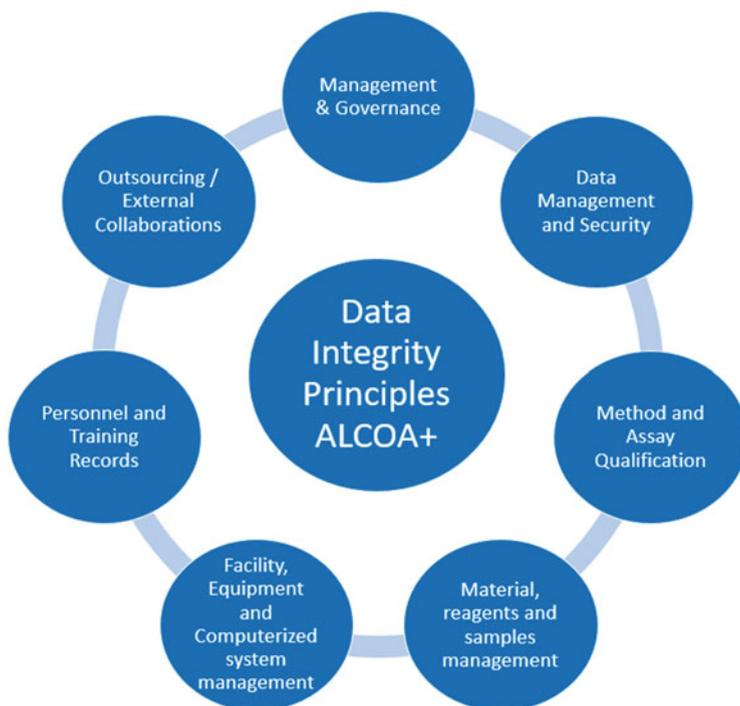 Management
& Governance
Outsourcing /
External
Collaborations
Data
Management
and Security
Data
Integrity
Principles
ALCOA+
Personnel and
Training
Records
Method and
Assay
Qualification
Facility,
Equipment
and
Computerized
system
management
Material,
reagents and
samples
management